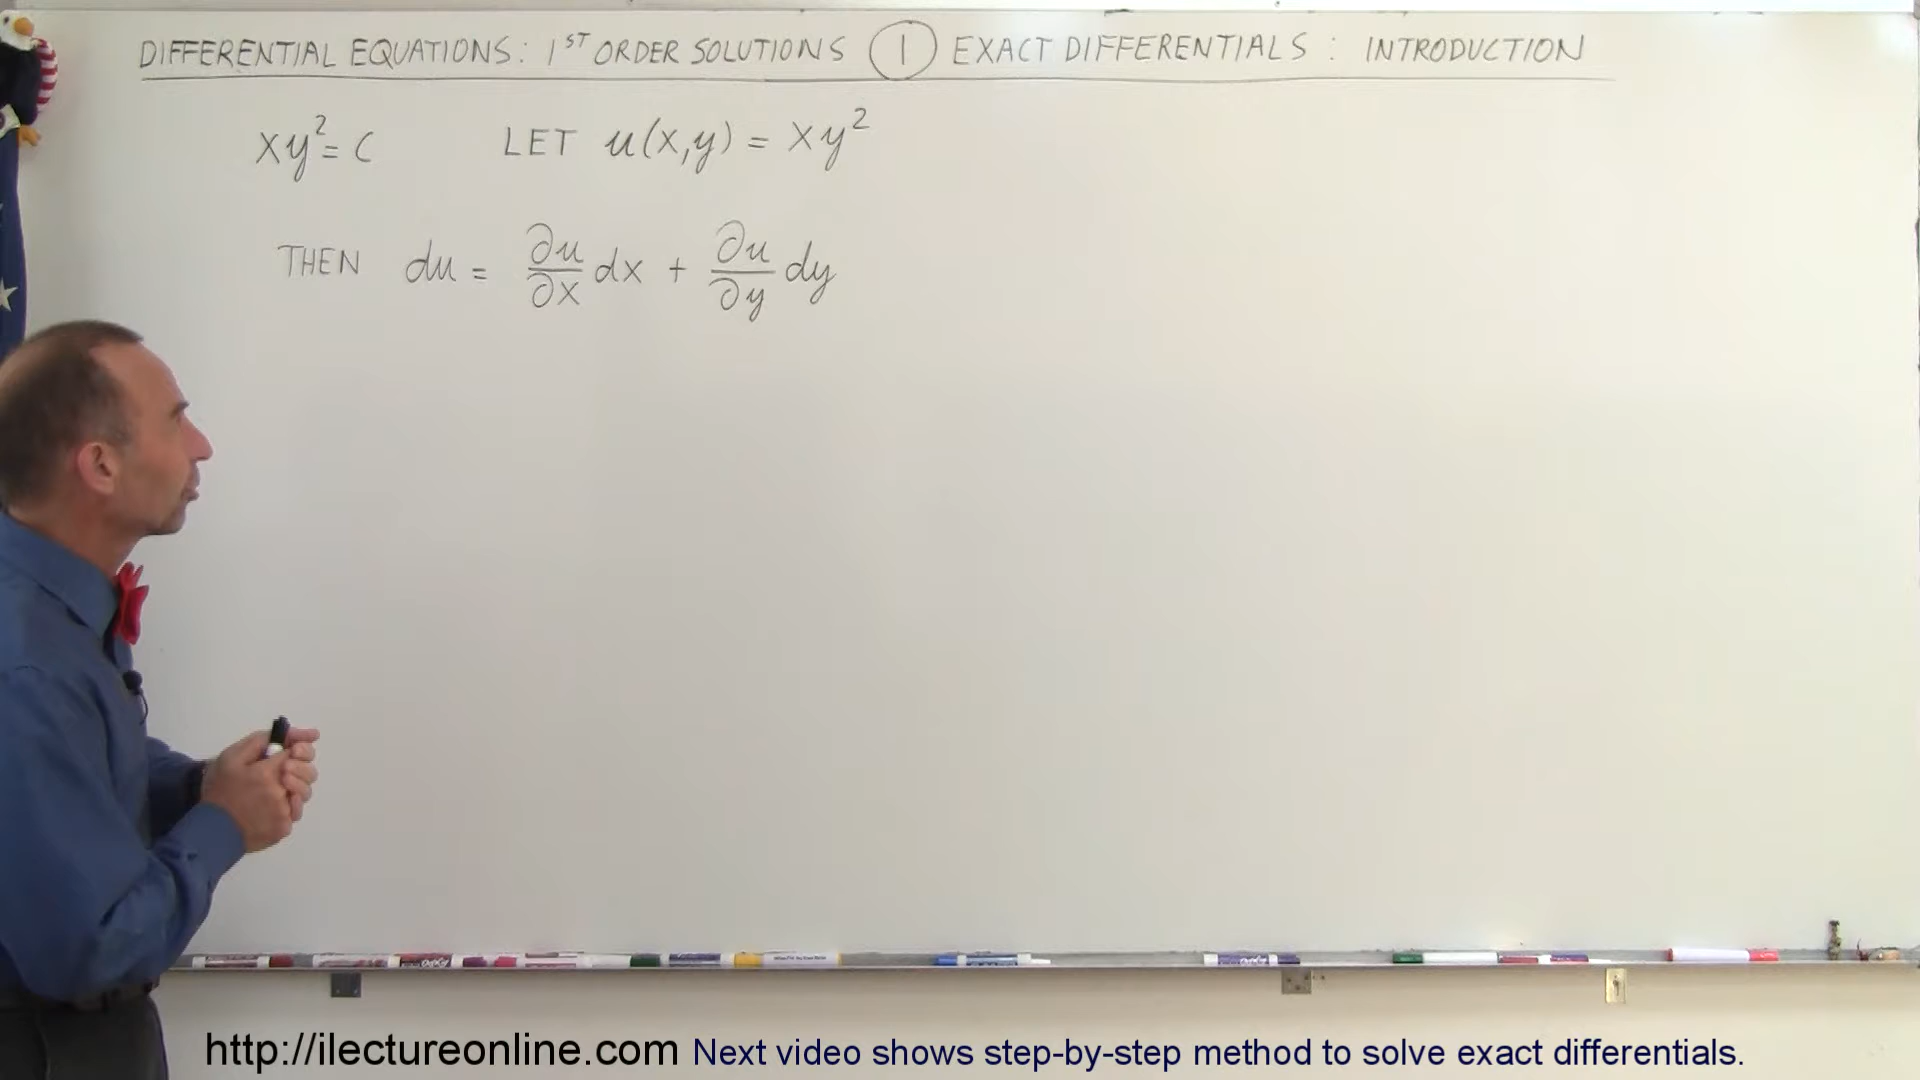 DIFFERENTIAL EQUATIONS: 1ST ORDER SOLUTIONS ① EXACT DIFFERENTIALS: INTRODUCTION
xy² = C LET u(x,y) = xy²
THEN du = ∂u/∂x dx + ∂u/∂y dy
http://ilectureonline.com Next video shows step-by-step method to solve exact differentials.